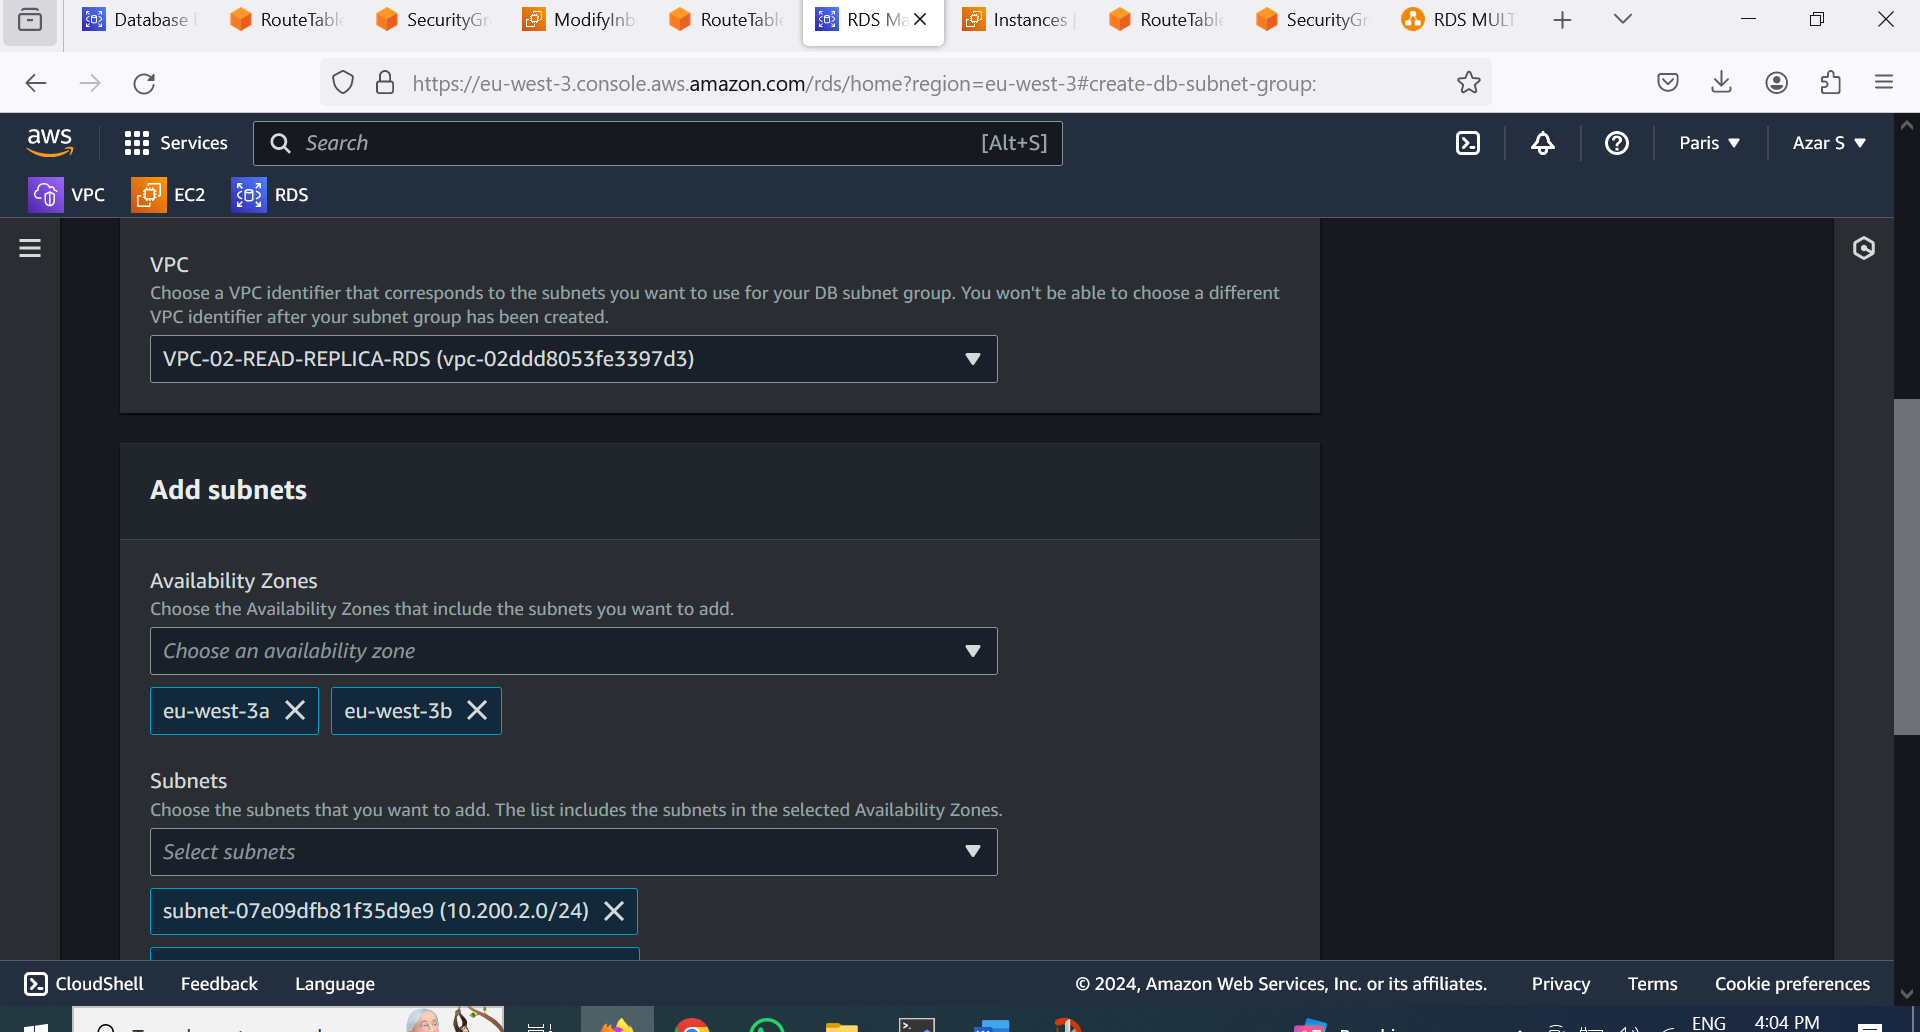 Database
RouteTable
SecurityGr
ModifyInb
RouteTable
RDS Ma
Instances
RouteTable
SecurityGr
RDS MULT
https://eu-west-3.console.aws.amazon.com/rds/home?region=eu-west-3#create-db-subnet-group:
aws
Services
Search
[Alt+S]
Paris
Azar S
VPC
EC2
RDS
VPC
Choose a VPC identifier that corresponds to the subnets you want to use for your DB subnet group. You won't be able to choose a different
VPC identifier after your subnet group has been created.
VPC-02-READ-REPLICA-RDS (vpc-02ddd8053fe3397d3)
Add subnets
Availability Zones
Choose the Availability Zones that include the subnets you want to add.
Choose an availability zone
eu-west-3a
eu-west-3b
Subnets
Choose the subnets that you want to add. The list includes the subnets in the selected Availability Zones.
Select subnets
subnet-07e09dfb81f35d9e9 (10.200.2.0/24)
CloudShell
Feedback
Language
© 2024, Amazon Web Services, Inc. or its affiliates.
Privacy
Terms
Cookie preferences
ENG
4:04 PM